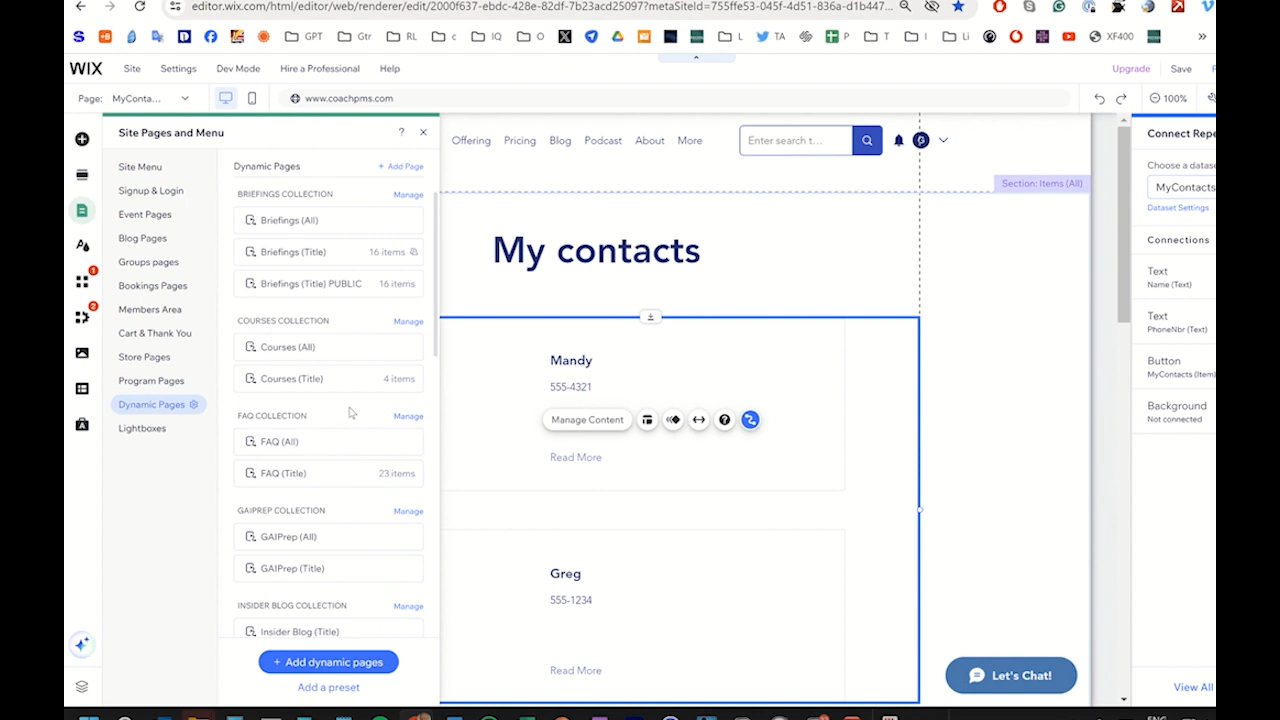 editor.wix.com/html/editor/web/renderer/edit/2000f637-ebdc-428e-82df-7b23acd25097?metaSiteId=755ffe53-045f-4d51-836a-d1b447...
GPT Gtr RL c IQ O L TA P T I Li XF400 »
WIX Site Settings Dev Mode Hire a Professional Help Upgrade Save
Page: MyConta... www.coachpms.com 100%
Site Pages and Menu ?
Site Menu
Signup & Login
Event Pages
Blog Pages
Groups pages
Bookings Pages
Members Area
Cart & Thank You
Store Pages
Program Pages
Dynamic Pages
Lightboxes
1
2
Dynamic Pages + Add Page
BRIEFINGS COLLECTION Manage
Briefings (All)
Briefings (Title) 16 items
Briefings (Title) PUBLIC 16 items
COURSES COLLECTION Manage
Courses (All)
Courses (Title) 4 items
FAQ COLLECTION Manage
FAQ (All)
FAQ (Title) 23 items
GAIPREP COLLECTION Manage
GAIPrep (All)
GAIPrep (Title)
INSIDER BLOG COLLECTION Manage
Insider Blog (Title)
+ Add dynamic pages
Add a preset
Offering Pricing Blog Podcast About More Enter search t...
Section: Items (All)
My contacts
Mandy
555-4321
Manage Content ?
Read More
Greg
555-1234
Read More
Let's Chat!
Connect Repe
Choose a datase
MyContacts
Dataset Settings
Connections
Text
Name (Text)
Text
PhoneNbr (Text)
Button
MyContacts (Item)
Background
Not connected
View All